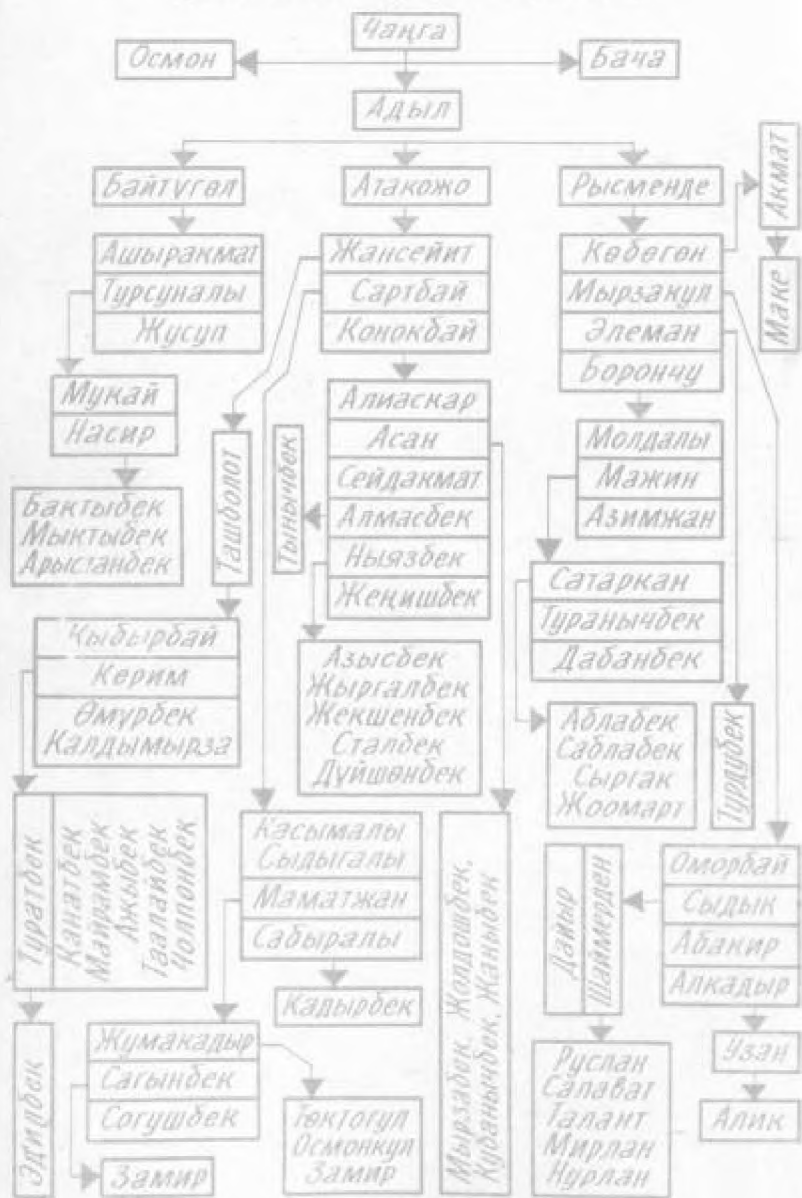 Чаңга
Осмон
Бача
Адыл
Байтүгөл
Атакожо
Рысменде
Акмат
Маке
Ашыракмат
Турсуналы
Жусуп
Жансейит
Сартбай
Конокбай
Көбөгөн
Мырзакул
Элеман
Борончу
Мукай
Насир
Бактыбек
Мыктыбек
Арыстанбек
Ташболот
Тынычбек
Алиаскар
Асан
Сейдакмат
Алмасбек
Ныязбек
Жеңишбек
Молдалы
Мажин
Азимжан
Сатаркан
Туранычбек
Дабанбек
Кыбырбай
Керим
Өмүрбек
Калдымырза
Азысбек
Жыргалбек
Жекшенбек
Сталбек
Дүйшөнбек
Аблабек
Саблабек
Сыргак
Жоомарт
Турдубек
Туратбек
Канатбек
Майрамбек
Ажыбек
Таалайбек
Чолпонбек
Касымалы
Сыдыгалы
Маматжан
Сабыралы
Кадырбек
Мырзабек, Жолдошбек,
Кубанычбек, Жаныбек
Дайыр
Шаймерден
Оморбай
Сыдык
Абакир
Алкадыр
Узан
Алик
Эдилбек
Жумакадыр
Сагынбек
Согушбек
Замир
Токтогул
Осмонкул
Замир
Руслан
Салават
Талант
Мирлан
Нурлан